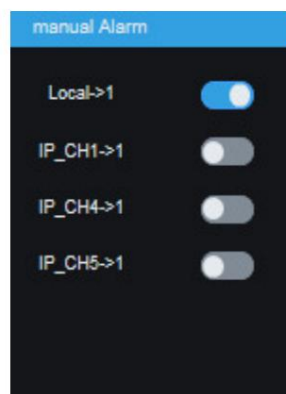 manual Alarm
Local->1
IP_CH1->1
IP_CH4->1
IP_CH5->1